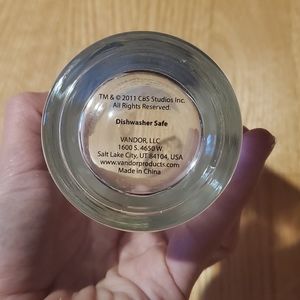 TM & © 2011 CBS Studios Inc.
All Rights Reserved.
Dishwasher Safe
VANDOR, LLC
1600 S. 4650 W.
Salt Lake City, UT 84104, USA
www.vandorproducts.com
Made in China